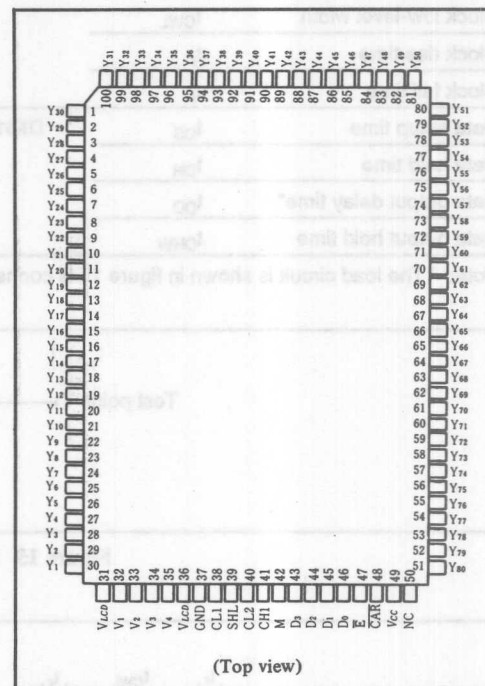 low-level width
time
time
time
delay time*
hold time
The load circuit is shown in figure
Test point
Y31 Y32 Y33 Y34 Y35 Y36 Y37 Y38 Y39 Y40 Y41 Y42 Y43 Y44 Y45 Y46 Y47 Y48 Y49 Y50
100 99 98 97 96 95 94 93 92 91 90 89 88 87 86 85 84 83 82 81
Y30 1
Y29 2
Y28 3
Y27 4
Y26 5
Y25 6
Y24 7
Y23 8
Y22 9
Y21 10
Y20 11
Y19 12
Y18 13
Y17 14
Y16 15
Y15 16
Y14 17
Y13 18
Y12 19
Y11 20
Y10 21
Y9 22
Y8 23
Y7 24
Y6 25
Y5 26
Y4 27
Y3 28
Y2 29
Y1 30
80 Y51
79 Y52
78 Y53
77 Y54
76 Y55
75 Y56
74 Y57
73 Y58
72 Y59
71 Y60
70 Y61
69 Y62
68 Y63
67 Y64
66 Y65
65 Y66
64 Y67
63 Y68
62 Y69
61 Y70
60 Y71
59 Y72
58 Y73
57 Y74
56 Y75
55 Y76
54 Y77
53 Y78
52 Y79
51 Y80
31 32 33 34 35 36 37 38 39 40 41 42 43 44 45 46 47 48 49 50
VLCD V1 V2 V3 V4 VLCD GND CL1 SHL CL2 CH1 M D3 D2 D1 D0 E̅ C̅A̅R̅ VCC NC
(Top view)